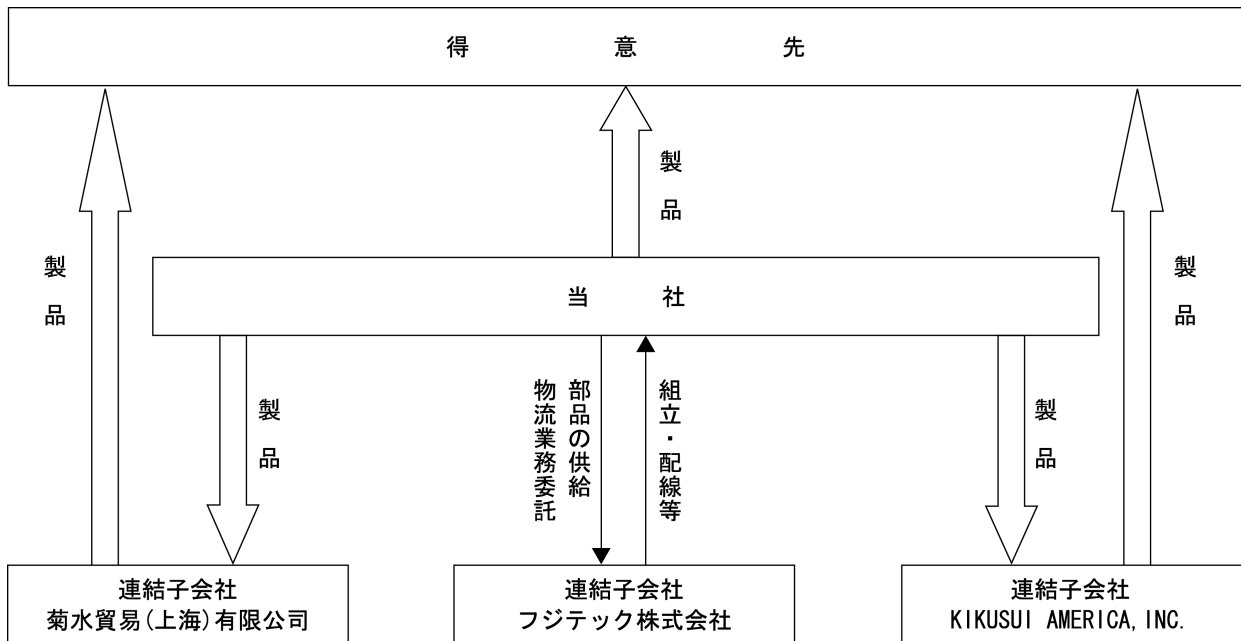 得意先
製品
製品
製品
当社
製品
部品の供給
物流業務委託
組立・配線等
製品
連結子会社
菊水貿易(上海)有限公司
連結子会社
フジテック株式会社
連結子会社
KIKUSUI AMERICA, INC.